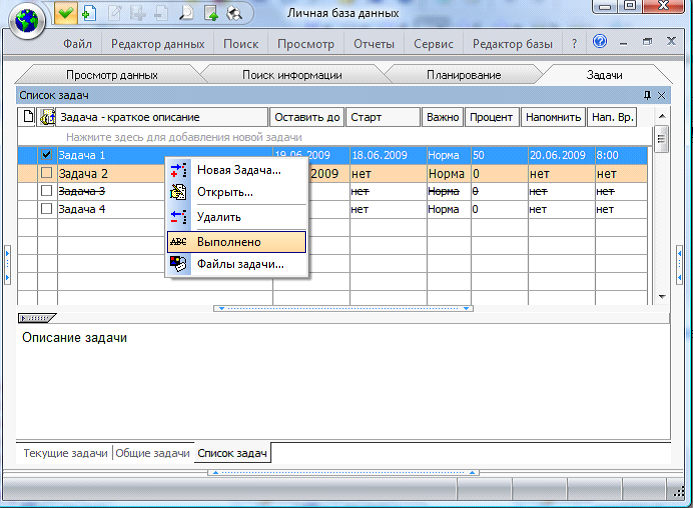 Личная база данных
Файл Редактор данных Поиск Просмотр Отчеты Сервис Редактор базы ?
Просмотр данных Поиск информации Планирование Задачи
Список задач
Задача - краткое описание Оставить до Старт Важно Процент Напомнить Нап. Вр.
Нажмите здесь для добавления новой задачи
Задача 1 19.06.2009 18.06.2009 Норма 50 20.06.2009 8:00
Задача 2 2009 нет Норма 0 нет нет
Задача 3 нет Норма 0 нет нет
Задача 4 нет Норма 0 нет нет
Новая Задача...
Открыть...
Удалить
ABC Выполнено
Файлы задачи...
Описание задачи
Текущие задачи Общие задачи Список задач